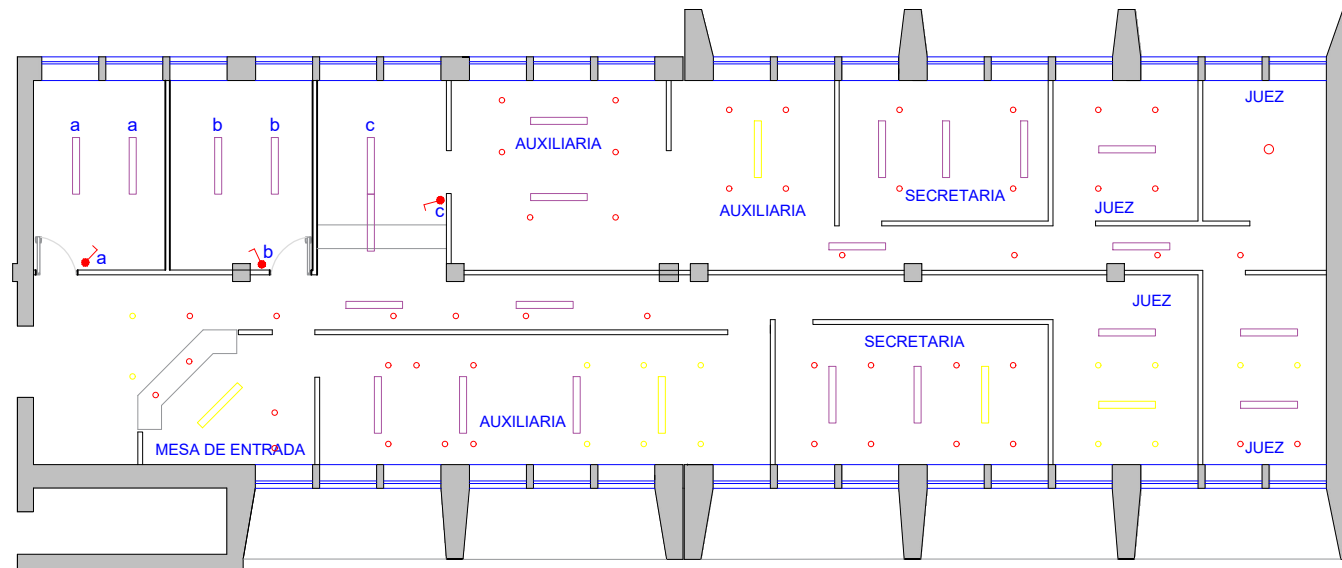 JUEZ
a a b b c
AUXILIARIA
SECRETARIA
AUXILIARIA
JUEZ
c
a
b
JUEZ
SECRETARIA
AUXILIARIA
MESA DE ENTRADA
JUEZ